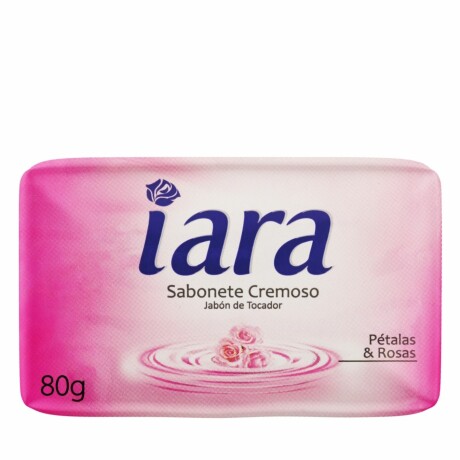 iara
Sabonete Cremoso
Jabón de Tocador
Pétalas
& Rosas
80g